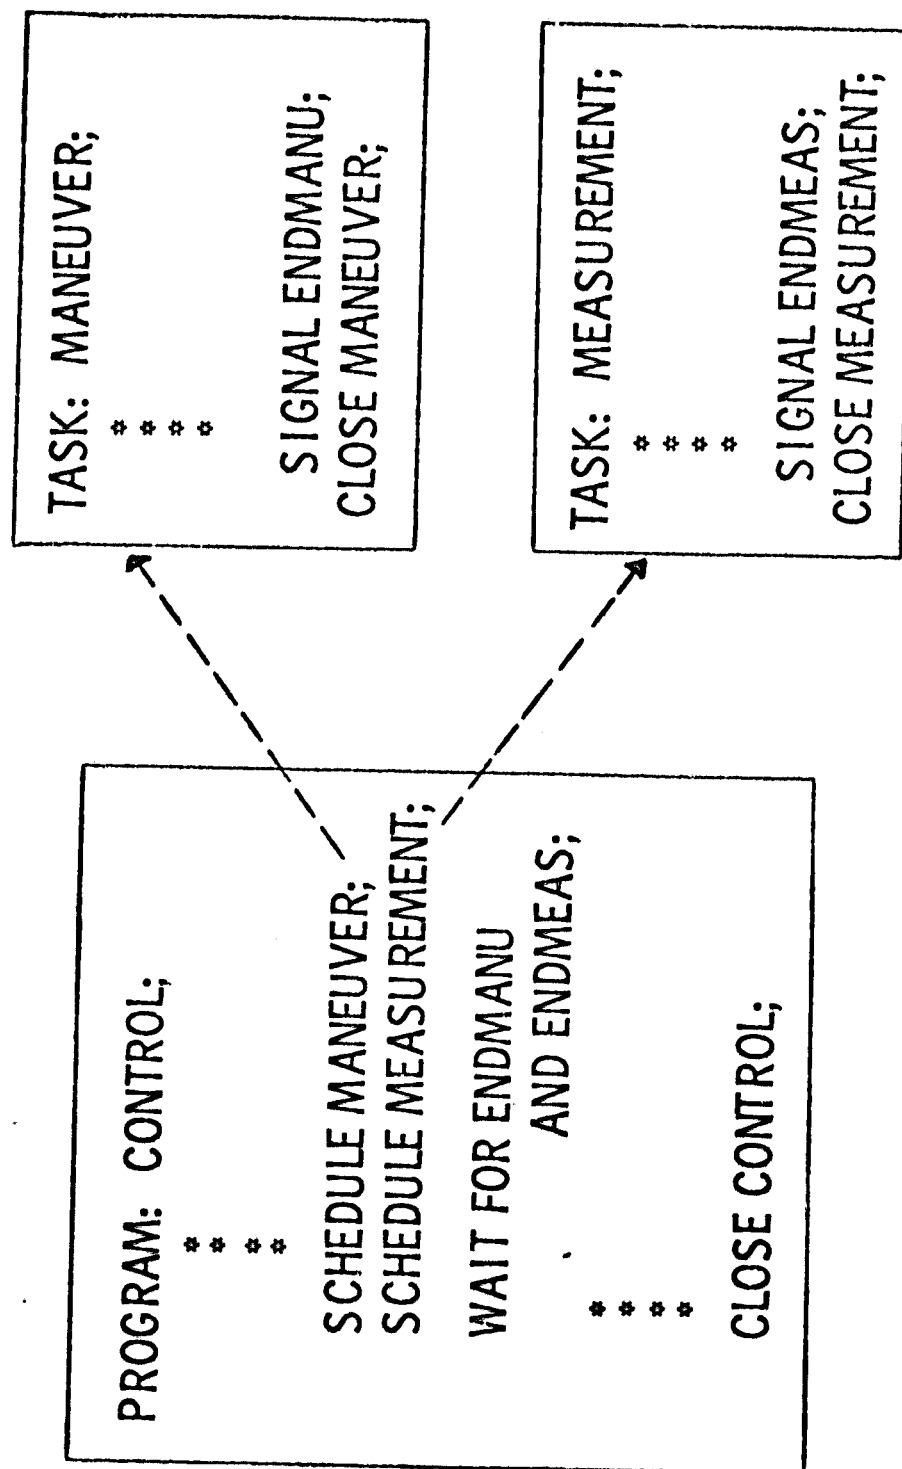 PROGRAM: CONTROL;
*
*
*
*
SCHEDULE MANEUVER;
SCHEDULE MEASUREMENT;
WAIT FOR ENDMANU
AND ENDMEAS;
*
*
*
*
CLOSE CONTROL;
TASK: MANEUVER;
*
*
*
*
SIGNAL ENDMANU;
CLOSE MANEUVER;
TASK: MEASUREMENT;
*
*
*
*
SIGNAL ENDMEAS;
CLOSE MEASUREMENT;